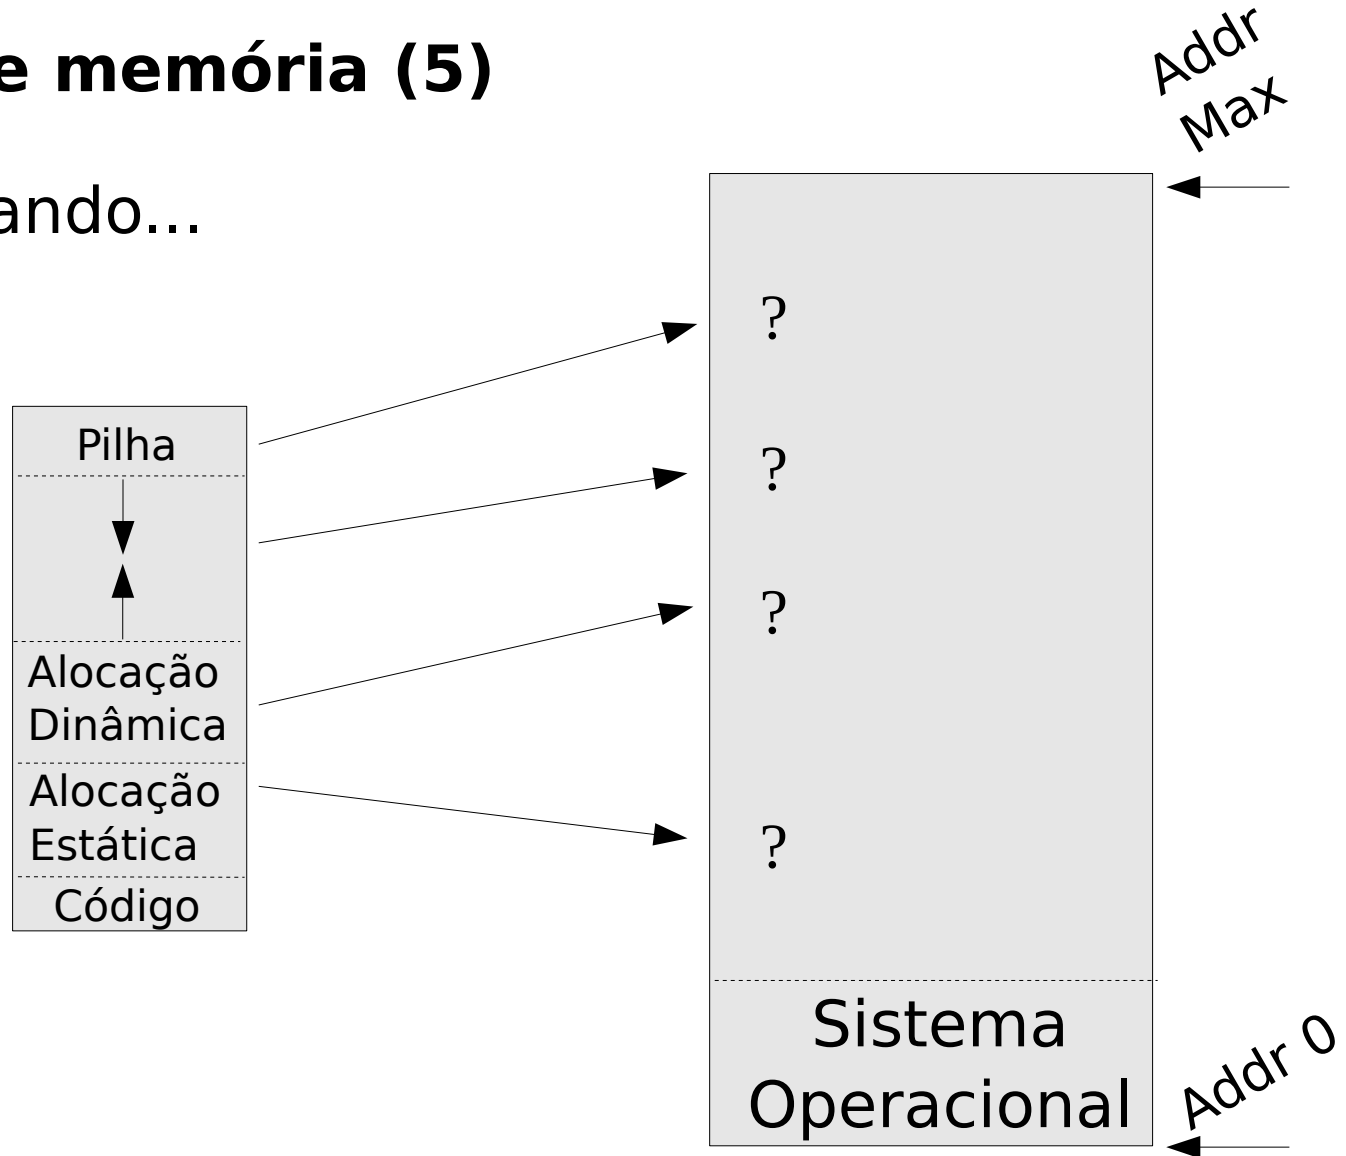 e memória (5)
ando...
Addr
Max
?
?
?
?
Pilha
Alocação
Dinâmica
Alocação
Estática
Código
Sistema
Operacional
Addr 0